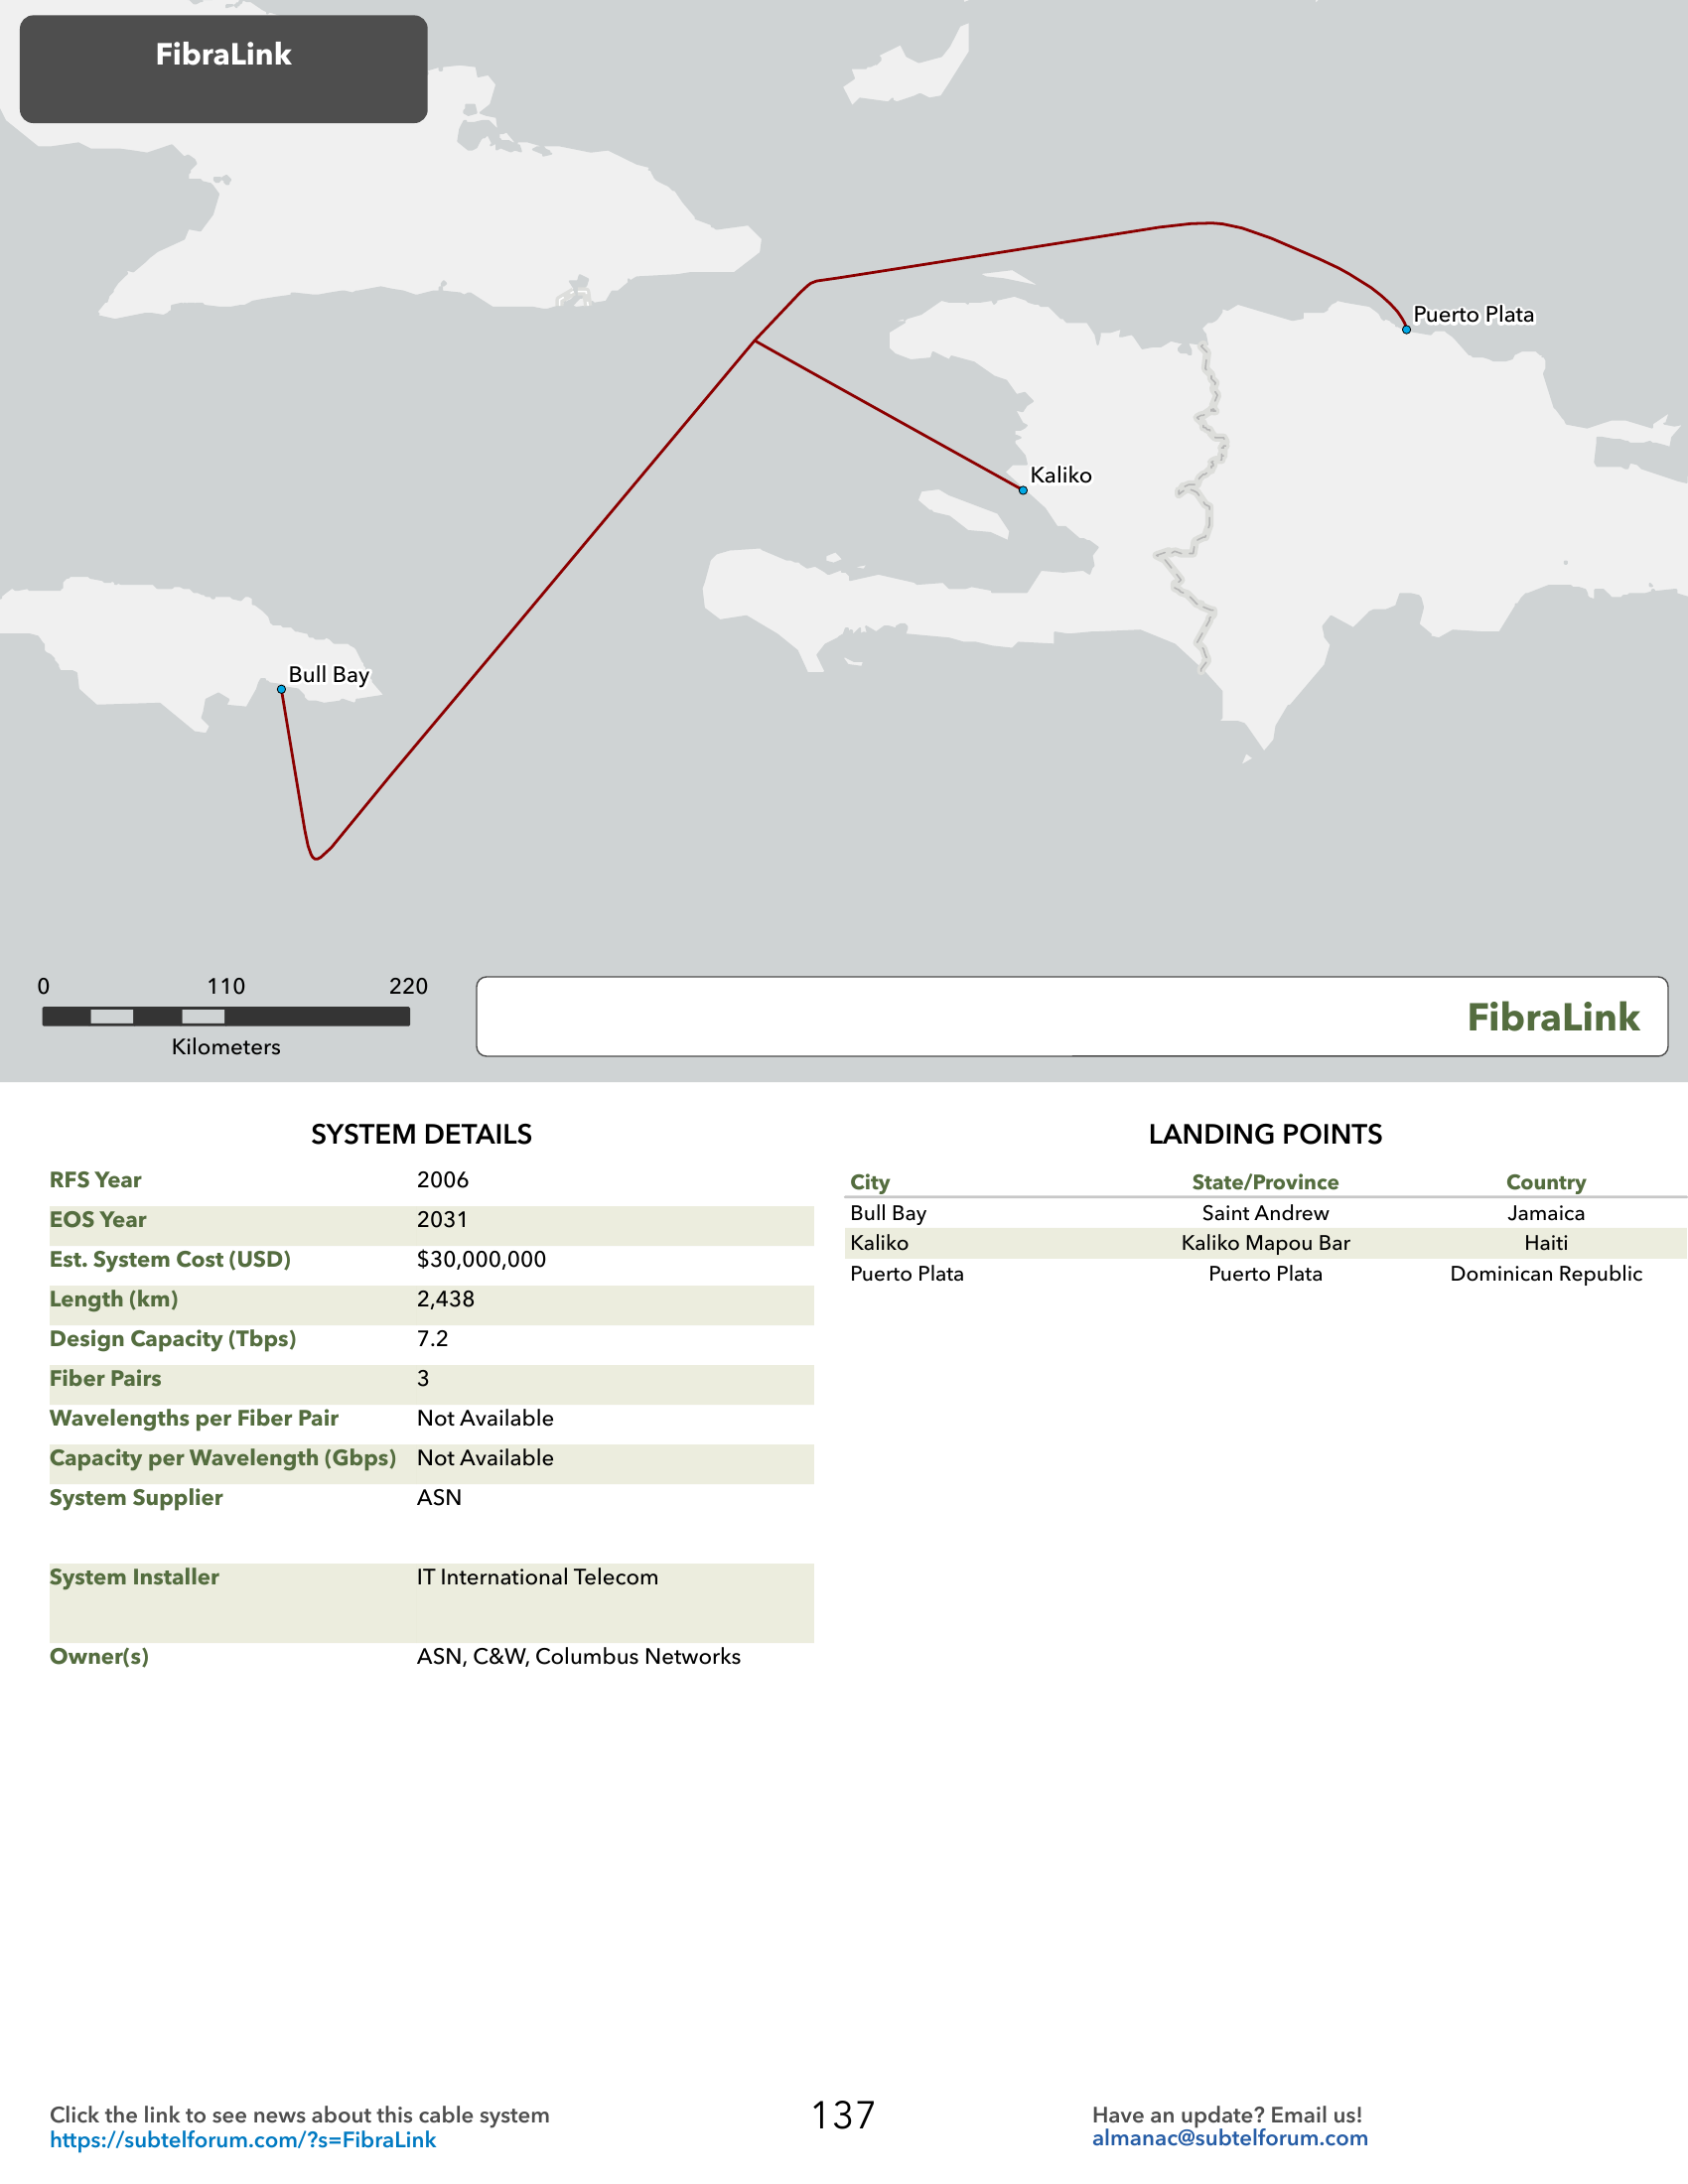 FibraLink
Puerto Plata
Kaliko
Bull Bay
0 110 220
Kilometers
FibraLink
SYSTEM DETAILS
RFS Year 2006
EOS Year 2031
Est. System Cost (USD) $30,000,000
Length (km) 2,438
Design Capacity (Tbps) 7.2
Fiber Pairs 3
Wavelengths per Fiber Pair Not Available
Capacity per Wavelength (Gbps) Not Available
System Supplier ASN
System Installer IT International Telecom
Owner(s) ASN, C&W, Columbus Networks
LANDING POINTS
City State/Province Country
Bull Bay Saint Andrew Jamaica
Kaliko Kaliko Mapou Bar Haiti
Puerto Plata Puerto Plata Dominican Republic
Click the link to see news about this cable system
https://subtelforum.com/?s=FibraLink
137
Have an update? Email us!
almanac@subtelforum.com